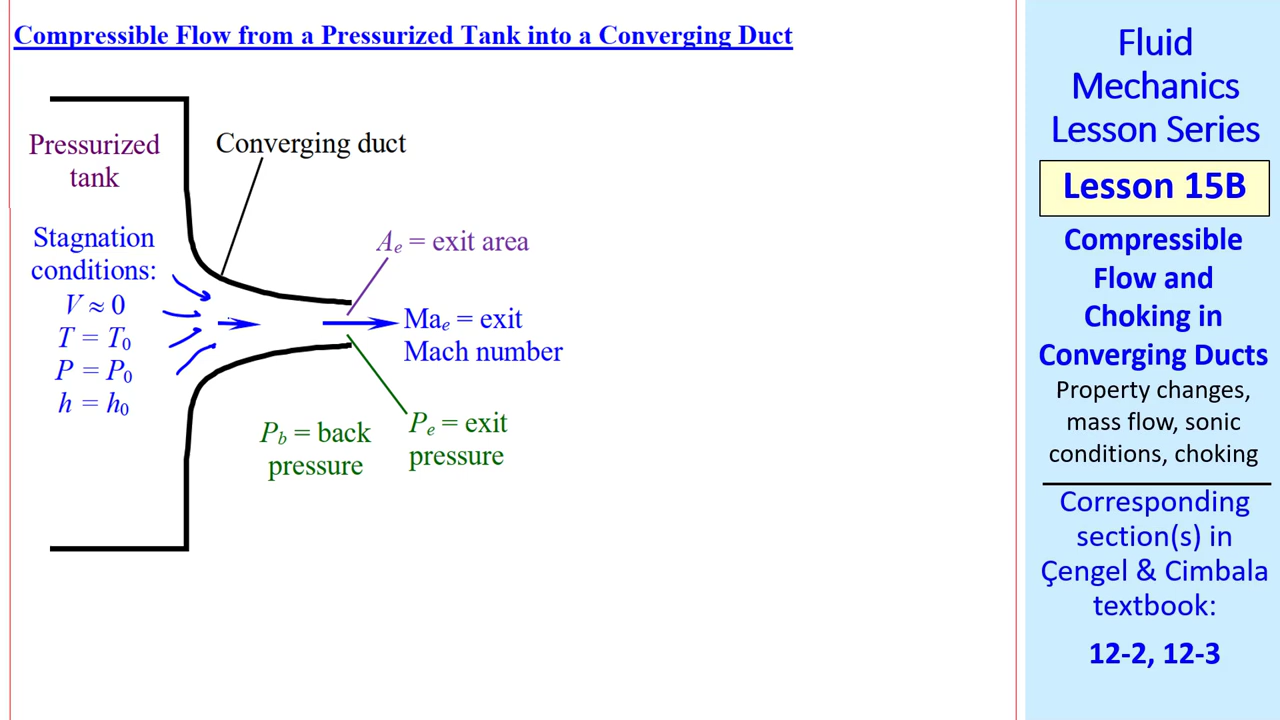 Compressible Flow from a Pressurized Tank into a Converging Duct
Pressurized
tank
Converging duct
Stagnation
conditions:
V ≈ 0
T = T₀
P = P₀
h = h₀
Aₑ = exit area
Maₑ = exit
Mach number
P_b = back
pressure
Pₑ = exit
pressure
Fluid
Mechanics
Lesson Series
Lesson 15B
Compressible
Flow and
Choking in
Converging Ducts
Property changes,
mass flow, sonic
conditions, choking
Corresponding
section(s) in
Çengel & Cimbala
textbook:
12-2, 12-3